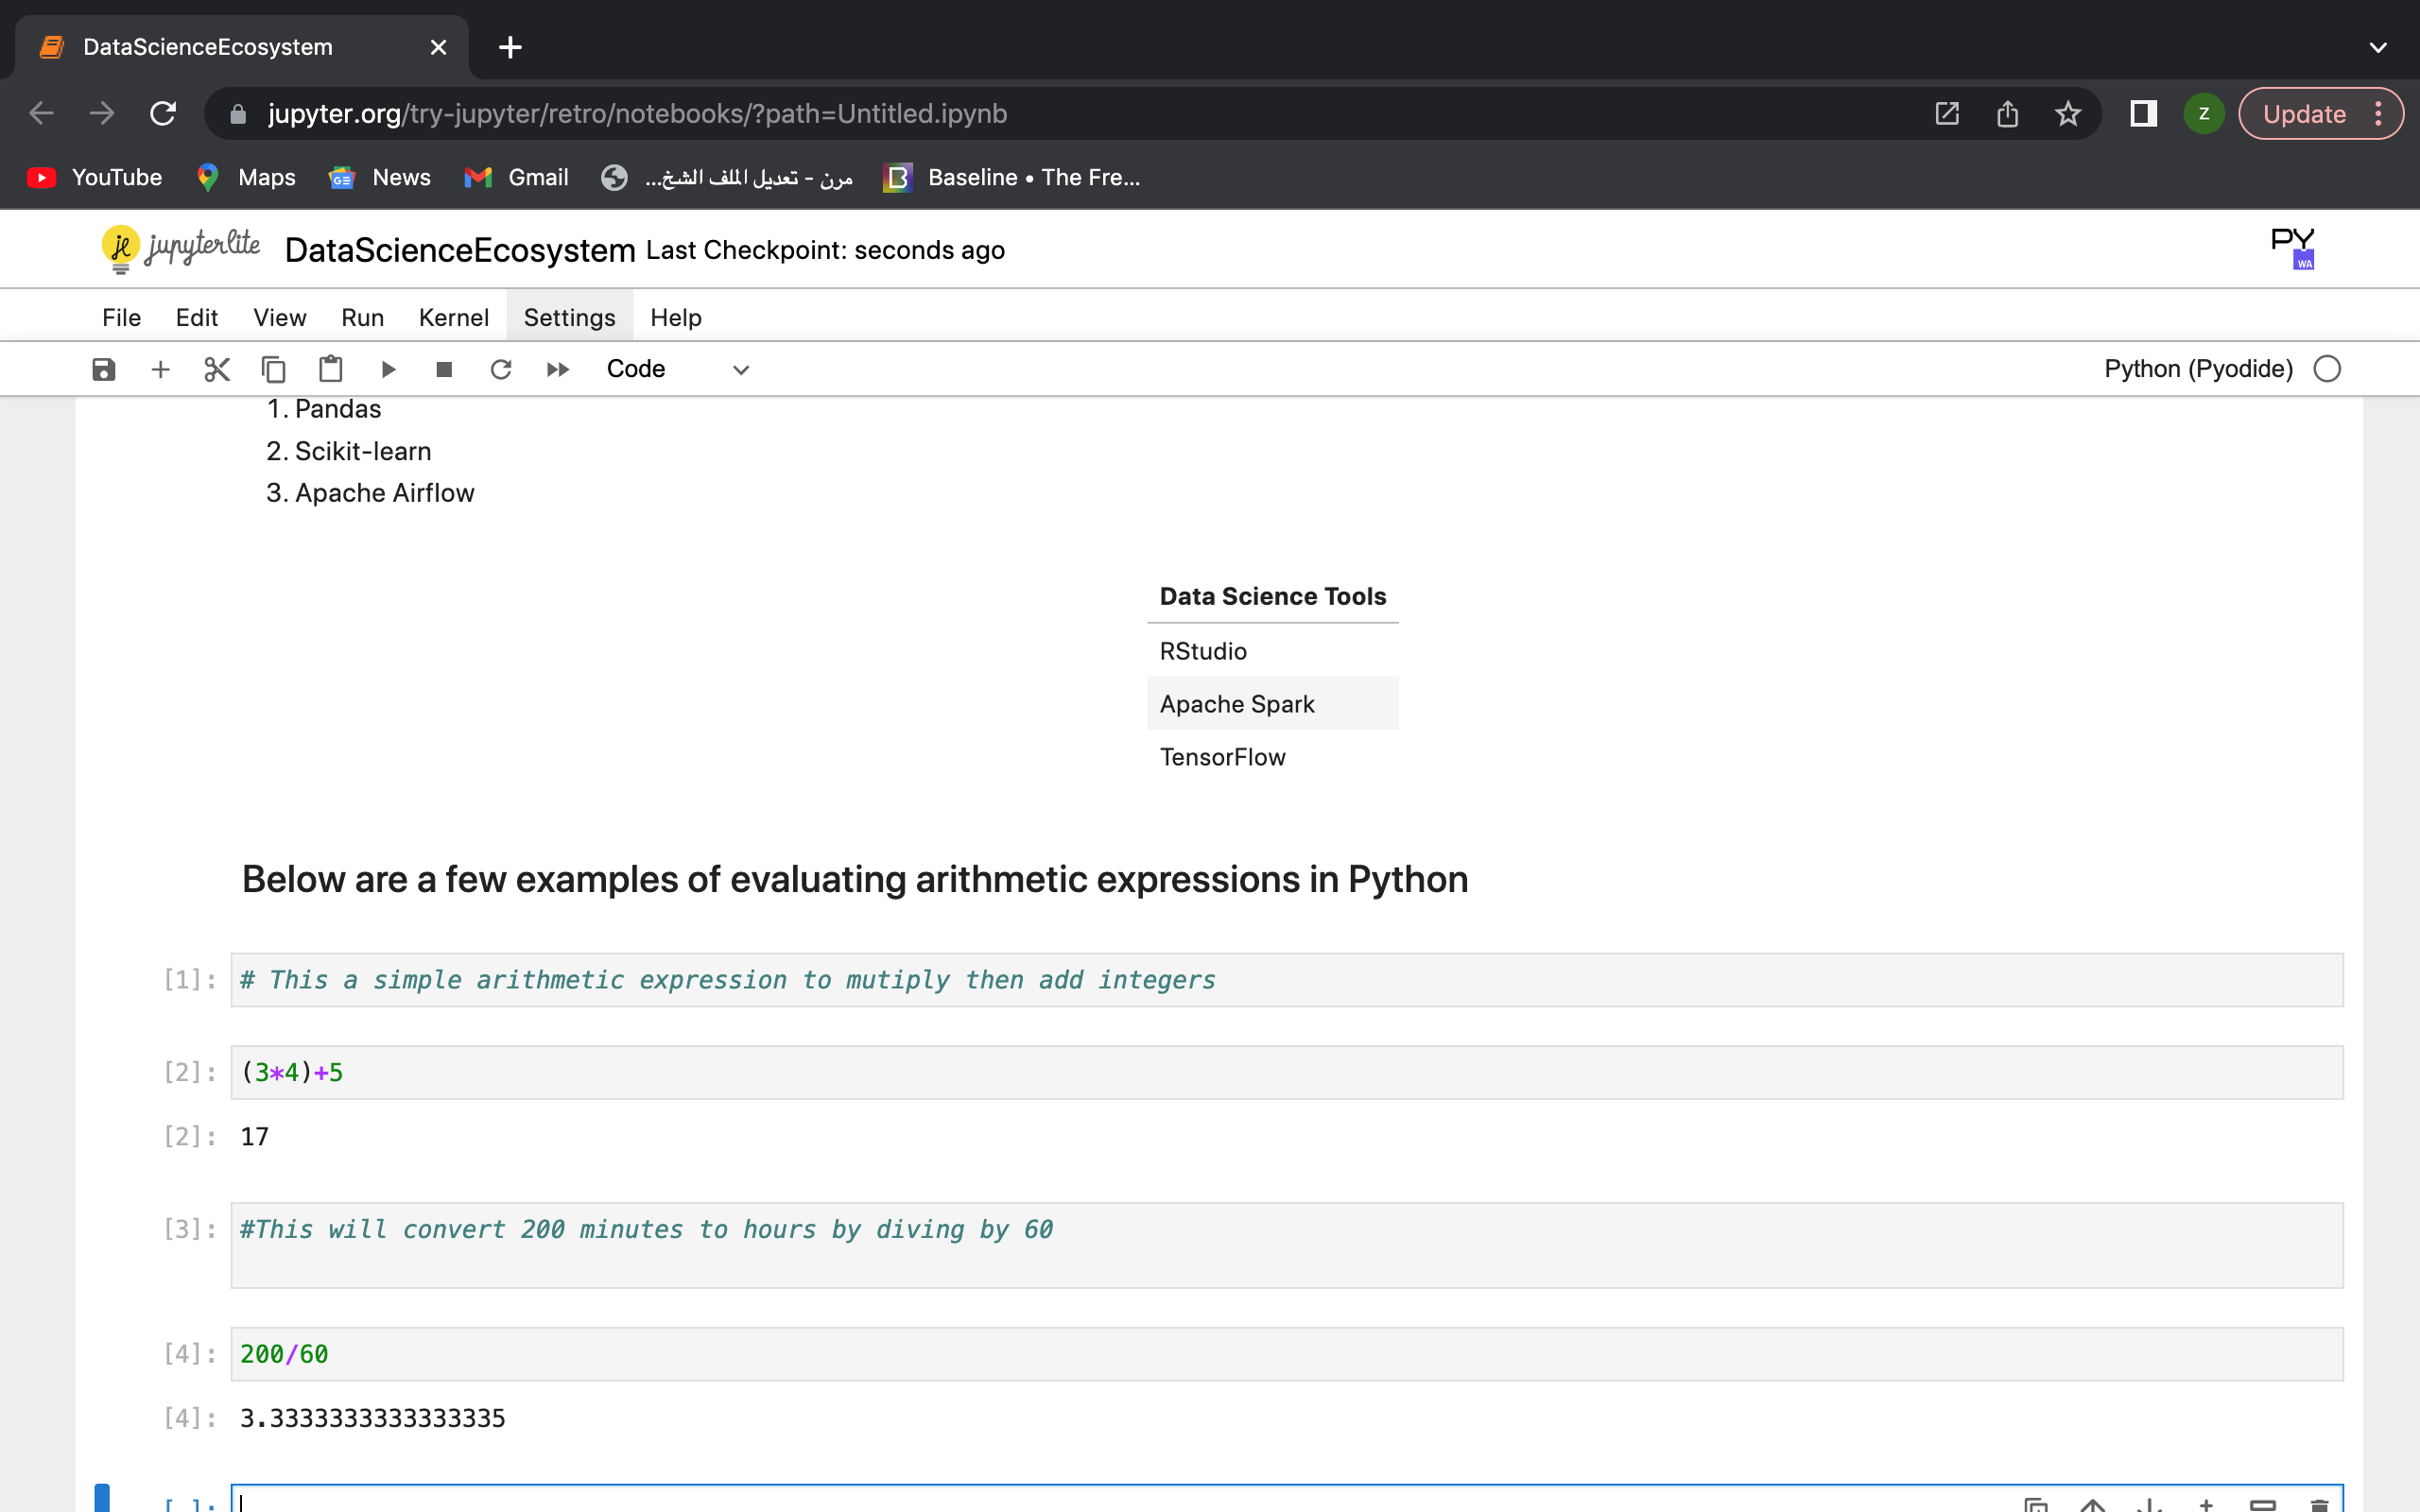 DataScienceEcosystem
jupyter.org/try-jupyter/retro/notebooks/?path=Untitled.ipynb
Z
Update
YouTube
Maps
News
Gmail
مرن - تعديل الملف الشخ...
Baseline • The Fre...
jupyterlite
DataScienceEcosystem Last Checkpoint: seconds ago
PY
WA
File Edit View Run Kernel Settings Help
Code
Python (Pyodide)
1. Pandas
2. Scikit-learn
3. Apache Airflow
Data Science Tools
RStudio
Apache Spark
TensorFlow
Below are a few examples of evaluating arithmetic expressions in Python
[1]: # This a simple arithmetic expression to mutiply then add integers
[2]: (3*4)+5
[2]: 17
[3]: #This will convert 200 minutes to hours by diving by 60
[4]: 200/60
[4]: 3.3333333333333335
[ ]: